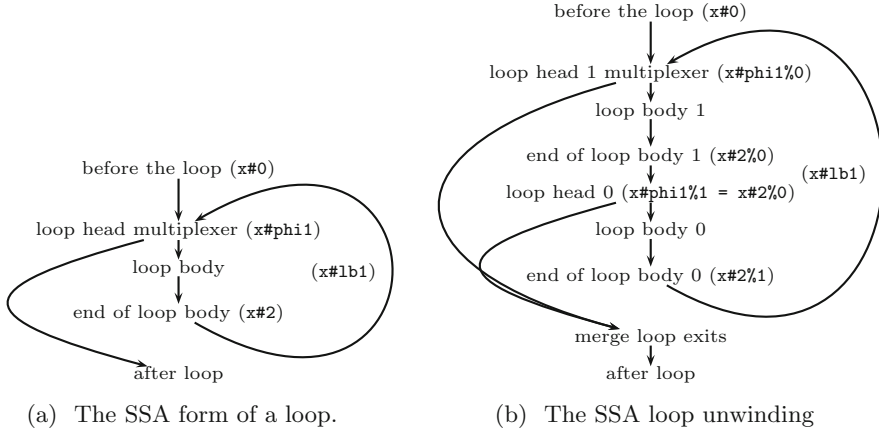 before the loop (x#0)
loop head multiplexer (x#phi1)
loop body
(x#lb1)
end of loop body (x#2)
after loop
(a) The SSA form of a loop.
before the loop (x#0)
loop head 1 multiplexer (x#phi1%0)
loop body 1
end of loop body 1 (x#2%0)
(x#lb1)
loop head 0 (x#phi1%1 = x#2%0)
loop body 0
end of loop body 0 (x#2%1)
merge loop exits
after loop
(b) The SSA loop unwinding